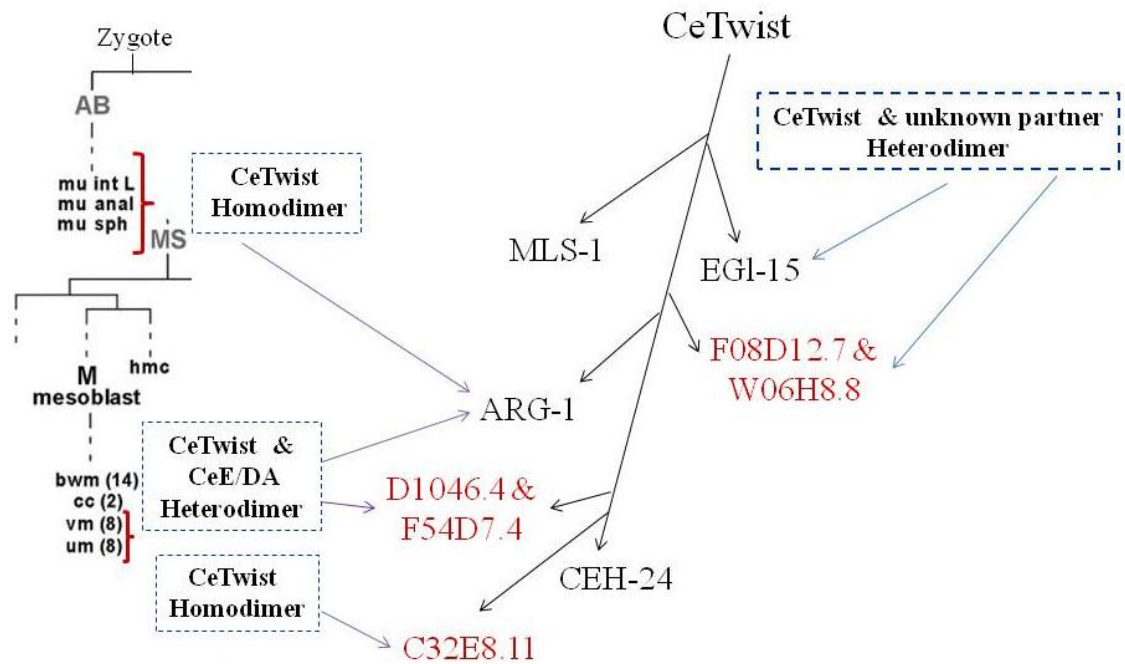 Zygote
AB
mu int L
mu anal
mu sph
MS
M
mesoblast
hmc
bwm (14)
cc (2)
vm (8)
um (8)
CeTwist
Homodimer
CeTwist &
CeE/DA
Heterodimer
CeTwist
Homodimer
CeTwist
CeTwist & unknown partner
Heterodimer
MLS-1
EGl-15
F08D12.7 &
W06H8.8
ARG-1
D1046.4 &
F54D7.4
CEH-24
C32E8.11